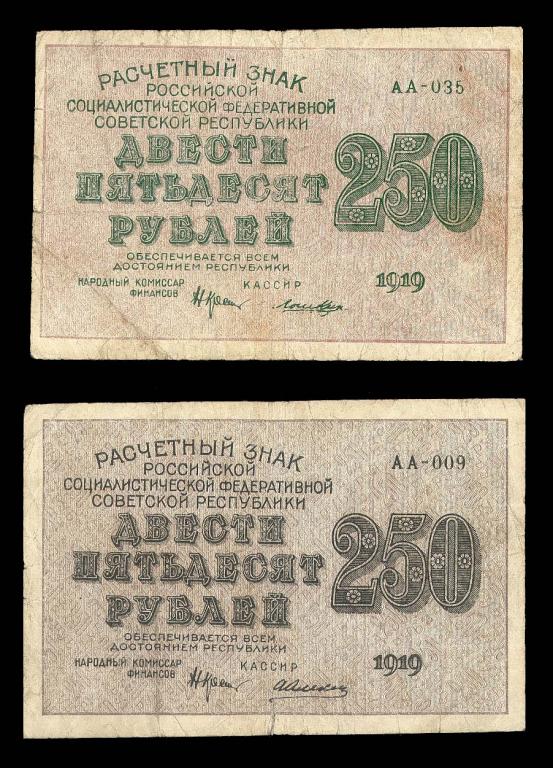 РАСЧЕТНЫЙ ЗНАК
РОССИЙСКОЙ
СОЦИАЛИСТИЧЕСКОЙ ФЕДЕРАТИВНОЙ
СОВЕТСКОЙ РЕСПУБЛИКИ
АА-035
ДВЕСТИ
ПЯТЬДЕСЯТ
РУБЛЕЙ
250
ОБЕСПЕЧИВАЕТСЯ ВСЕМ
ДОСТОЯНИЕМ РЕСПУБЛИКИ
НАРОДНЫЙ КОМИССАР
ФИНАНСОВ
КАССИР
1919
РАСЧЕТНЫЙ ЗНАК
РОССИЙСКОЙ
СОЦИАЛИСТИЧЕСКОЙ ФЕДЕРАТИВНОЙ
СОВЕТСКОЙ РЕСПУБЛИКИ
АА-009
ДВЕСТИ
ПЯТЬДЕСЯТ
РУБЛЕЙ
250
ОБЕСПЕЧИВАЕТСЯ ВСЕМ
ДОСТОЯНИЕМ РЕСПУБЛИКИ
НАРОДНЫЙ КОМИССАР
ФИНАНСОВ
КАССИР
1919